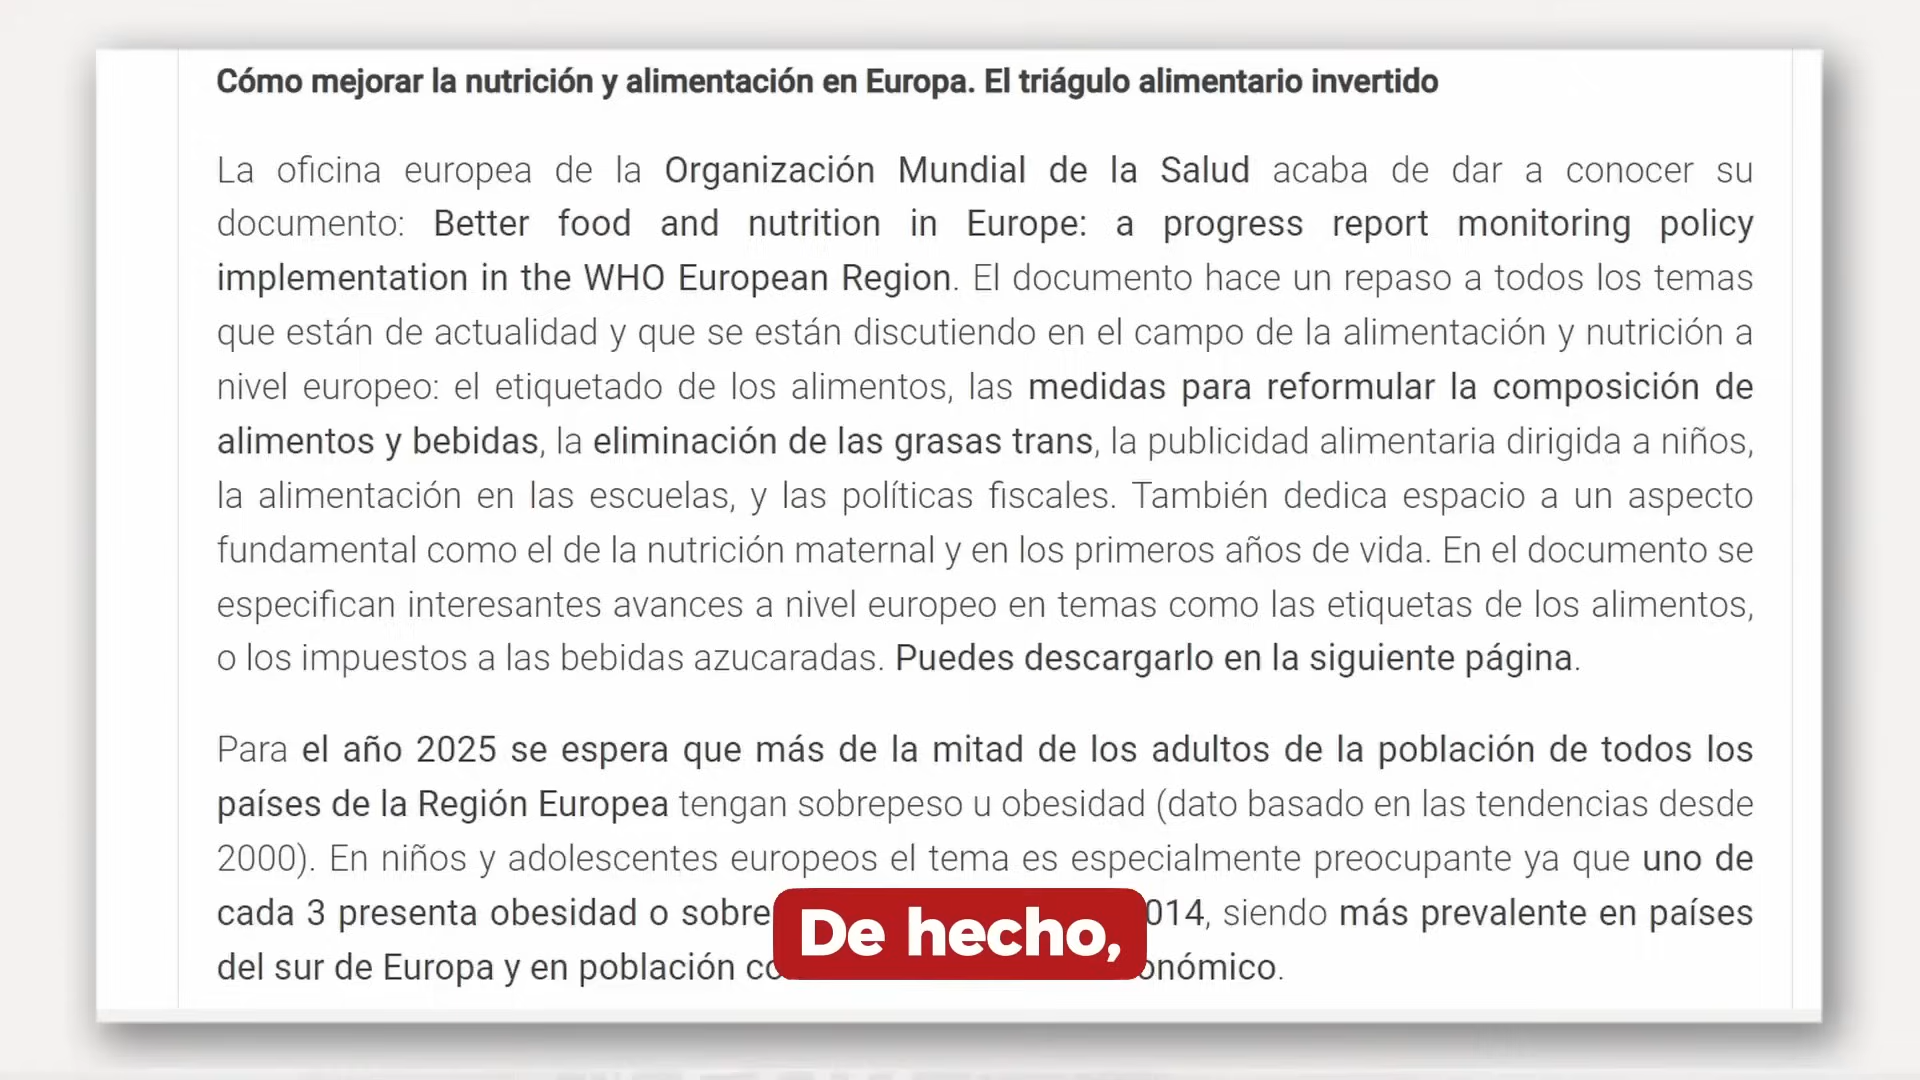 Cómo mejorar la nutrición y alimentación en Europa. El triágulo alimentario invertido
La oficina europea de la Organización Mundial de la Salud acaba de dar a conocer su
documento: Better food and nutrition in Europe: a progress report monitoring policy
implementation in the WHO European Region. El documento hace un repaso a todos los temas
que están de actualidad y que se están discutiendo en el campo de la alimentación y nutrición a
nivel europeo: el etiquetado de los alimentos, las medidas para reformular la composición de
alimentos y bebidas, la eliminación de las grasas trans, la publicidad alimentaria dirigida a niños,
la alimentación en las escuelas, y las políticas fiscales. También dedica espacio a un aspecto
fundamental como el de la nutrición maternal y en los primeros años de vida. En el documento se
especifican interesantes avances a nivel europeo en temas como las etiquetas de los alimentos,
o los impuestos a las bebidas azucaradas. Puedes descargarlo en la siguiente página.
Para el año 2025 se espera que más de la mitad de los adultos de la población de todos los
países de la Región Europea tengan sobrepeso u obesidad (dato basado en las tendencias desde
2000). En niños y adolescentes europeos el tema es especialmente preocupante ya que uno de
cada 3 presenta obesidad o siendo más prevalente en países
del sur de Europa y en población
De hecho,